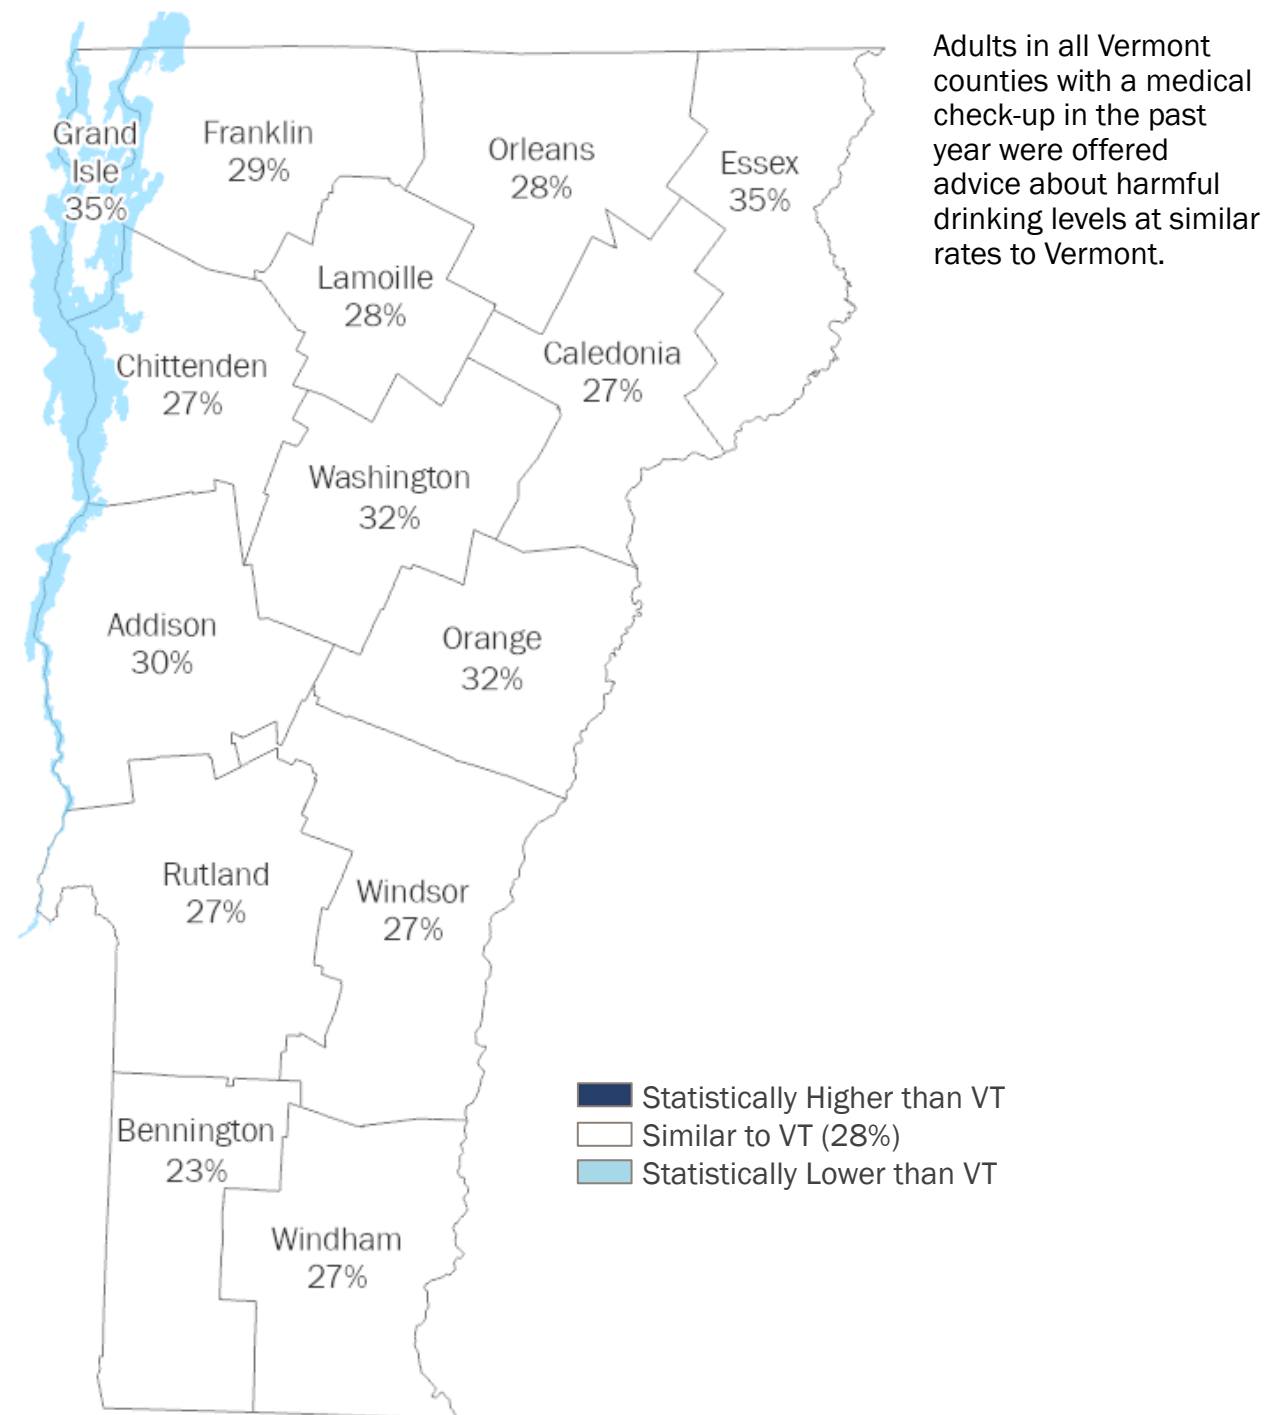 Adults in all Vermont
counties with a medical
check-up in the past
year were offered
advice about harmful
drinking levels at similar
rates to Vermont.
Grand
Isle
35%
Franklin
29%
Orleans
28%
Essex
35%
Lamoille
28%
Chittenden
27%
Caledonia
27%
Washington
32%
Addison
30%
Orange
32%
Rutland
27%
Windsor
27%
Bennington
23%
Windham
27%
Statistically Higher than VT
Similar to VT (28%)
Statistically Lower than VT